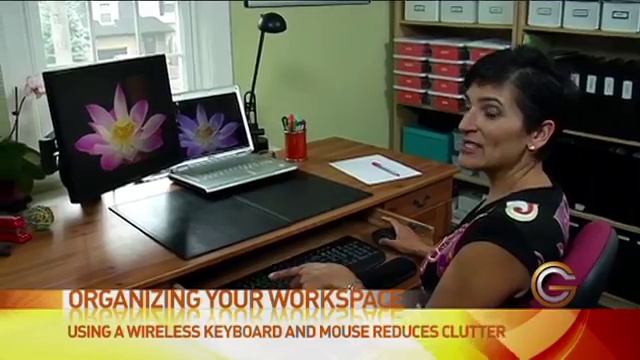 ORGANIZING YOUR WORKSPACE
USING A WIRELESS KEYBOARD AND MOUSE REDUCES CLUTTER